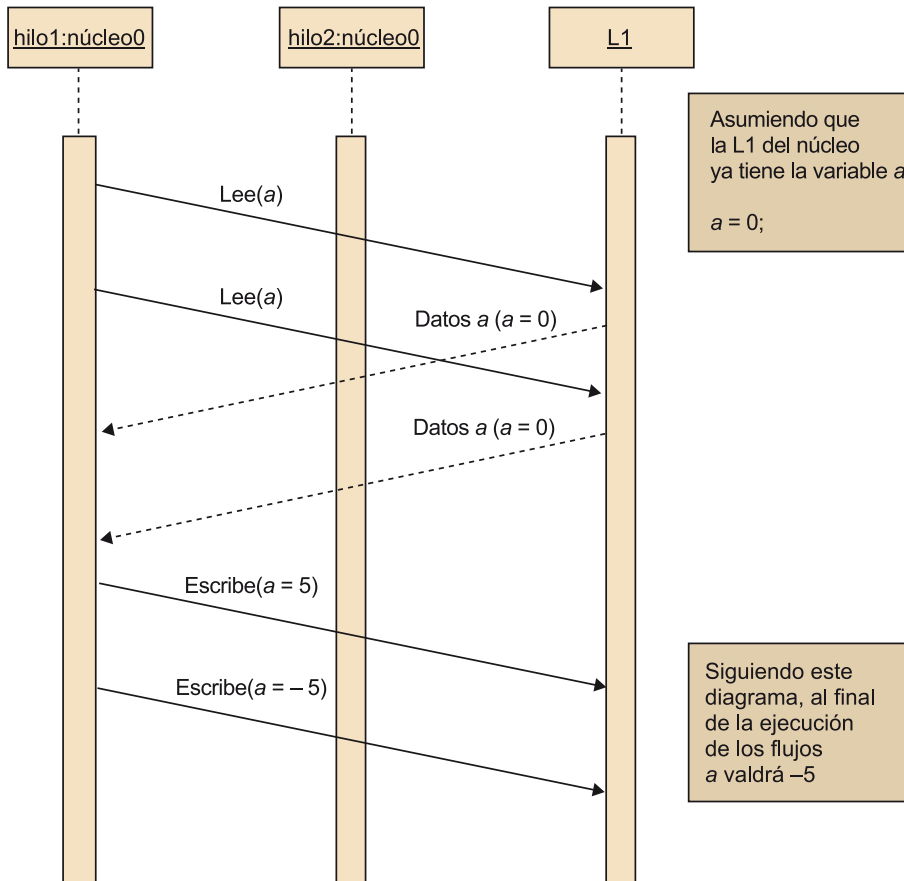 hilo1:núcleo0
hilo2:núcleo0
L1
Asumiendo que
la L1 del núcleo
ya tiene la variable a
a = 0;
Lee(a)
Lee(a)
Datos a (a = 0)
Datos a (a = 0)
Escribe(a = 5)
Escribe(a = – 5)
Siguiendo este
diagrama, al final
de la ejecución
de los flujos
a valdrá –5